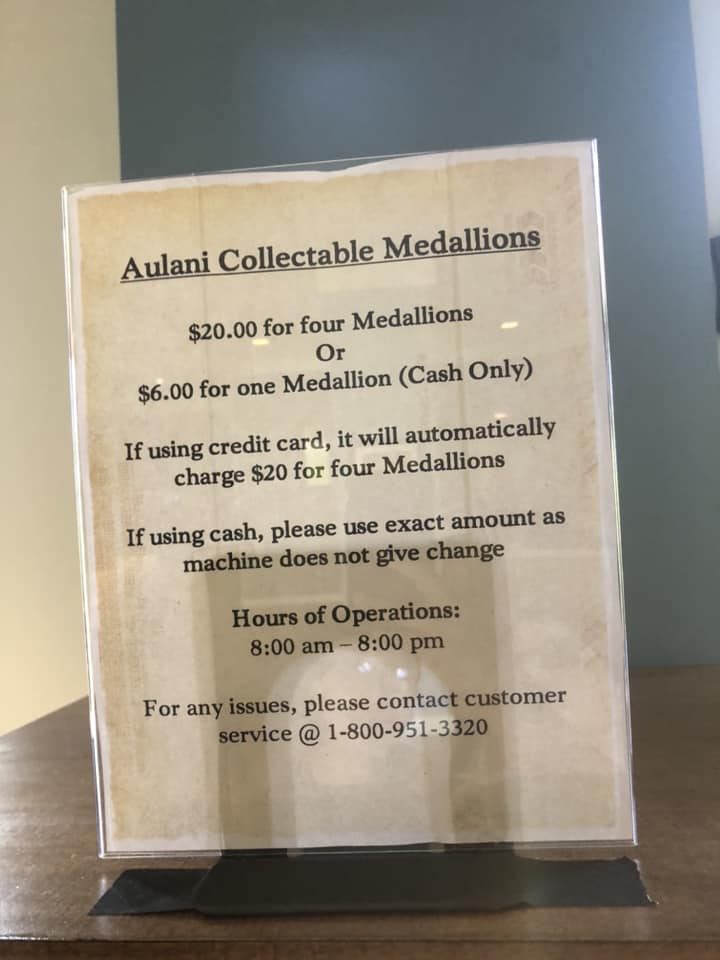 Aulani Collectable Medallions
$20.00 for four Medallions
Or
$6.00 for one Medallion (Cash Only)
If using credit card, it will automatically
charge $20 for four Medallions
If using cash, please use exact amount as
machine does not give change
Hours of Operations:
8:00 am – 8:00 pm
For any issues, please contact customer
service @ 1-800-951-3320